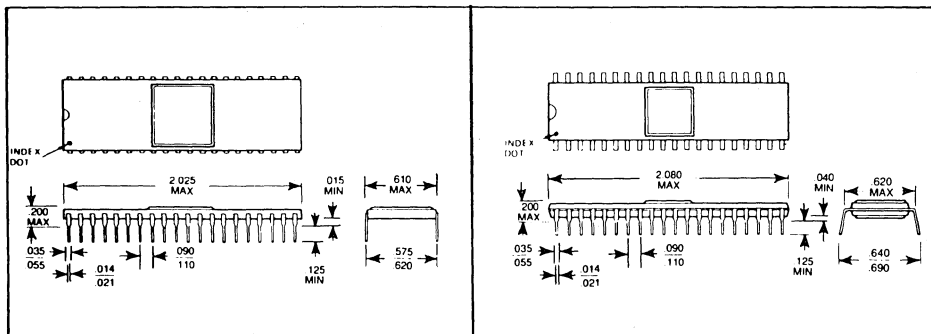 INDEX
DOT
2.025
MAX
.015
MIN
.610
MAX
.200
MAX
.035
.055
.014
.021
.090
.110
.125
MIN
.575
.620
INDEX
DOT
2.080
MAX
.040
MIN
.620
MAX
.200
MAX
.035
.055
.014
.021
.090
.110
.125
MIN
.640
.690